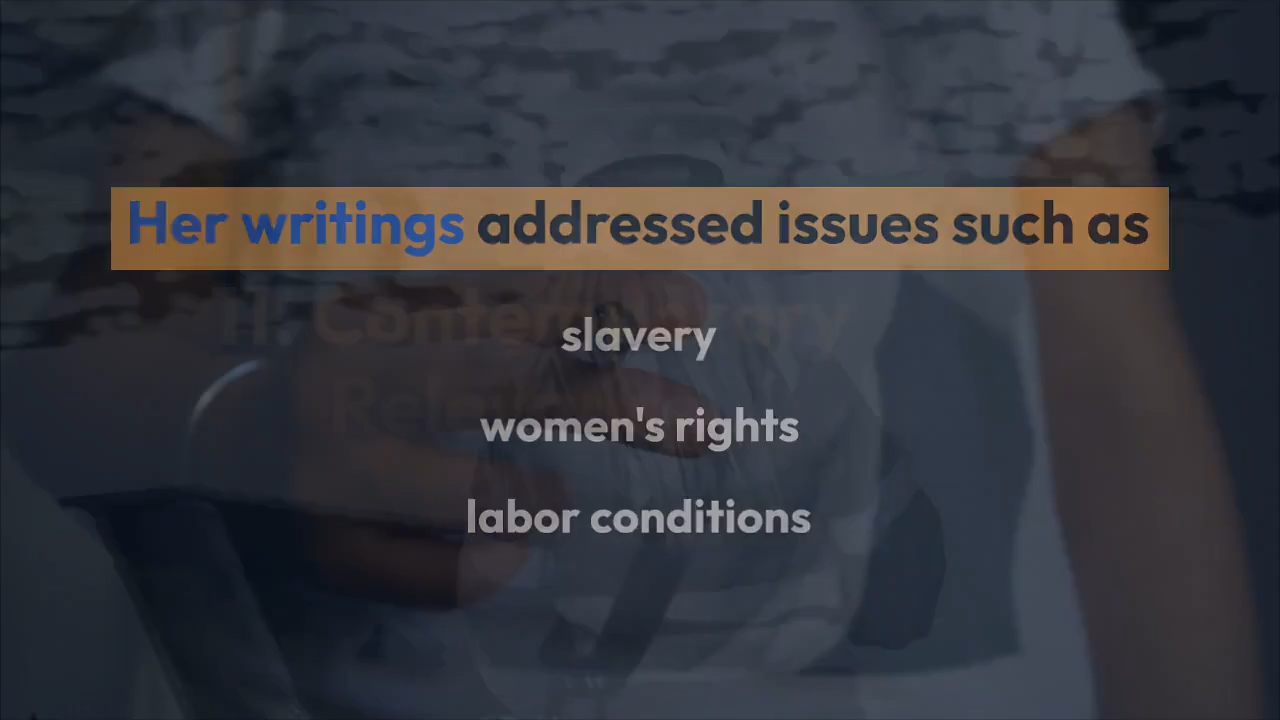 Her writings addressed issues such as
slavery
women's rights
labor conditions